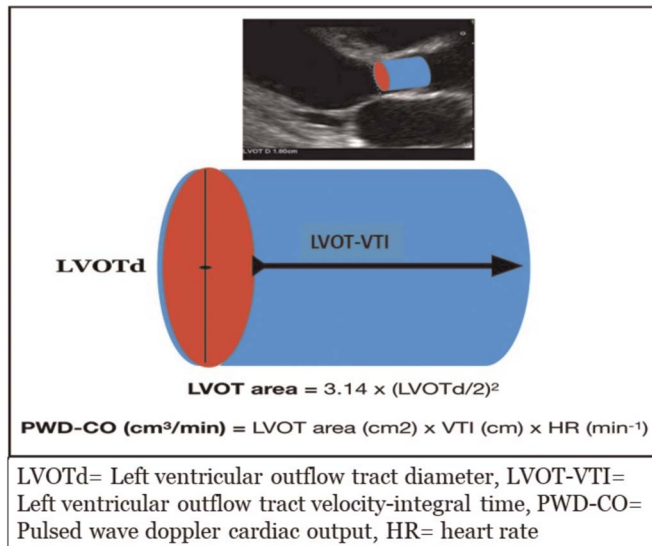 LVOT D 1.80cm
LVOT-VTI
LVOTd
LVOT area = 3.14 x (LVOTd/2)²
PWD-CO (cm³/min) = LVOT area (cm2) x VTI (cm) x HR (min⁻¹)
LVOTd= Left ventricular outflow tract diameter, LVOT-VTI=
Left ventricular outflow tract velocity-integral time, PWD-CO=
Pulsed wave doppler cardiac output, HR= heart rate